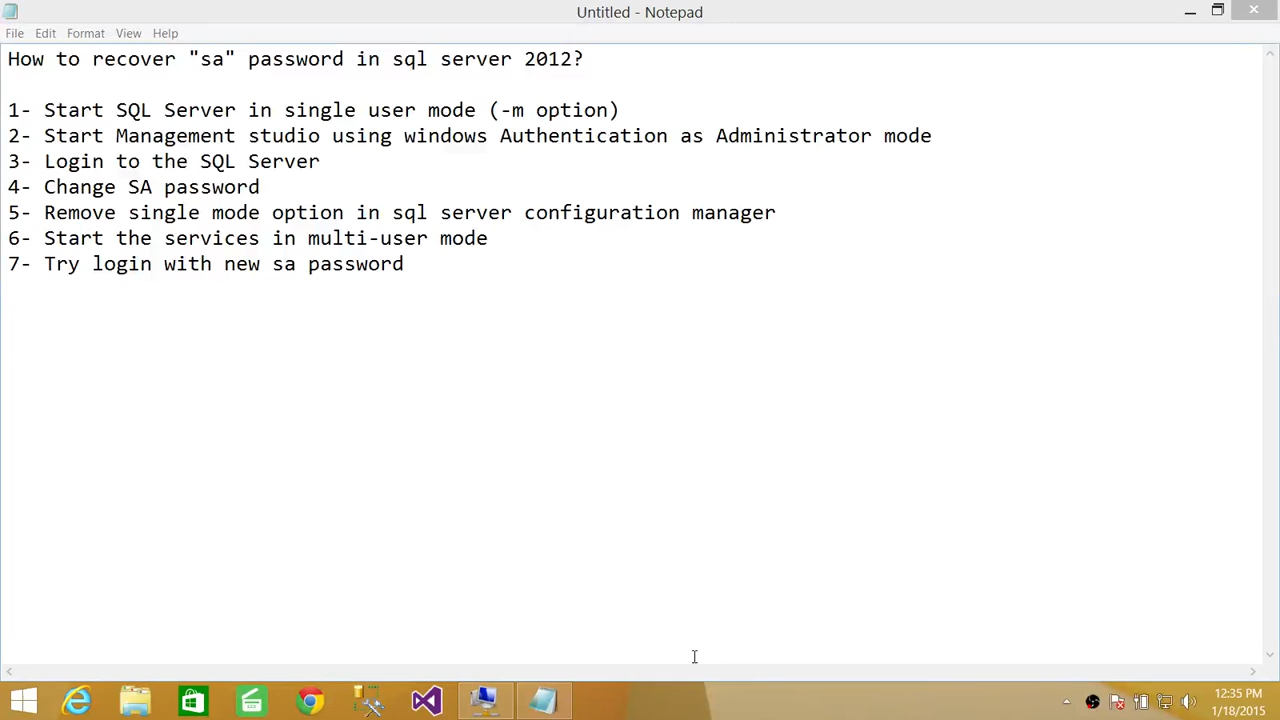 Untitled - Notepad
File Edit Format View Help
How to recover "sa" password in sql server 2012?
1- Start SQL Server in single user mode (-m option)
2- Start Management studio using windows Authentication as Administrator mode
3- Login to the SQL Server
4- Change SA password
5- Remove single mode option in sql server configuration manager
6- Start the services in multi-user mode
7- Try login with new sa password
12:35 PM
1/18/2015